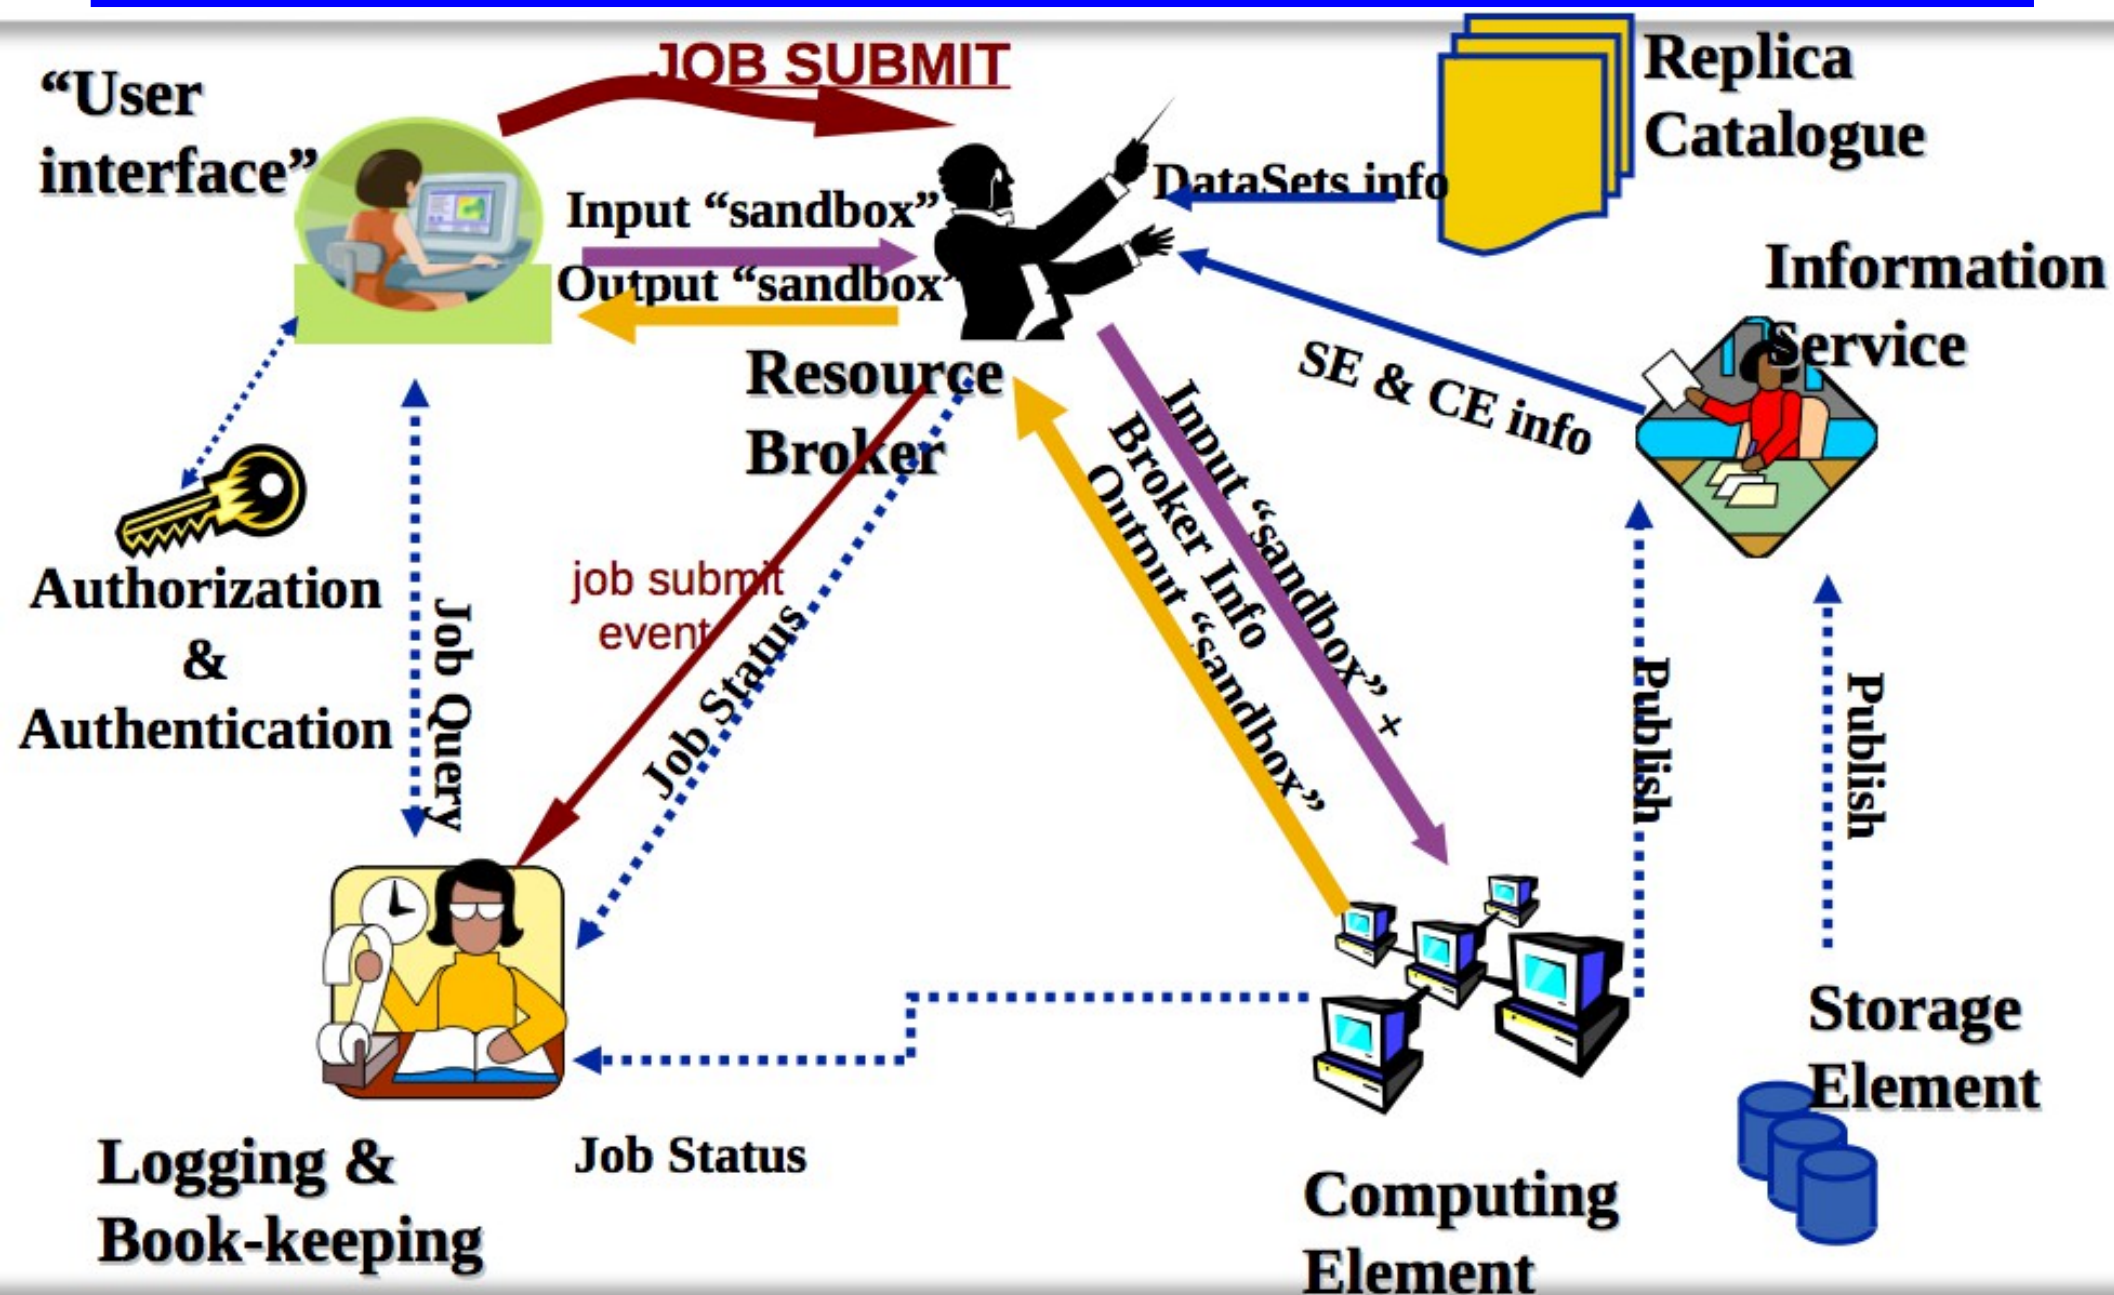 JOB SUBMIT
“User
interface”
Replica
Catalogue
DataSets info
Input “sandbox”
Output “sandbox”
Information
Service
Resource
Broker
SE & CE info
Input “sandbox” +
Broker Info
Output “sandbox”
Authorization
&
Authentication
job submit
event
Job Query
Job Status
Publish
Publish
Storage
Element
Logging &
Book-keeping
Job Status
Computing
Element